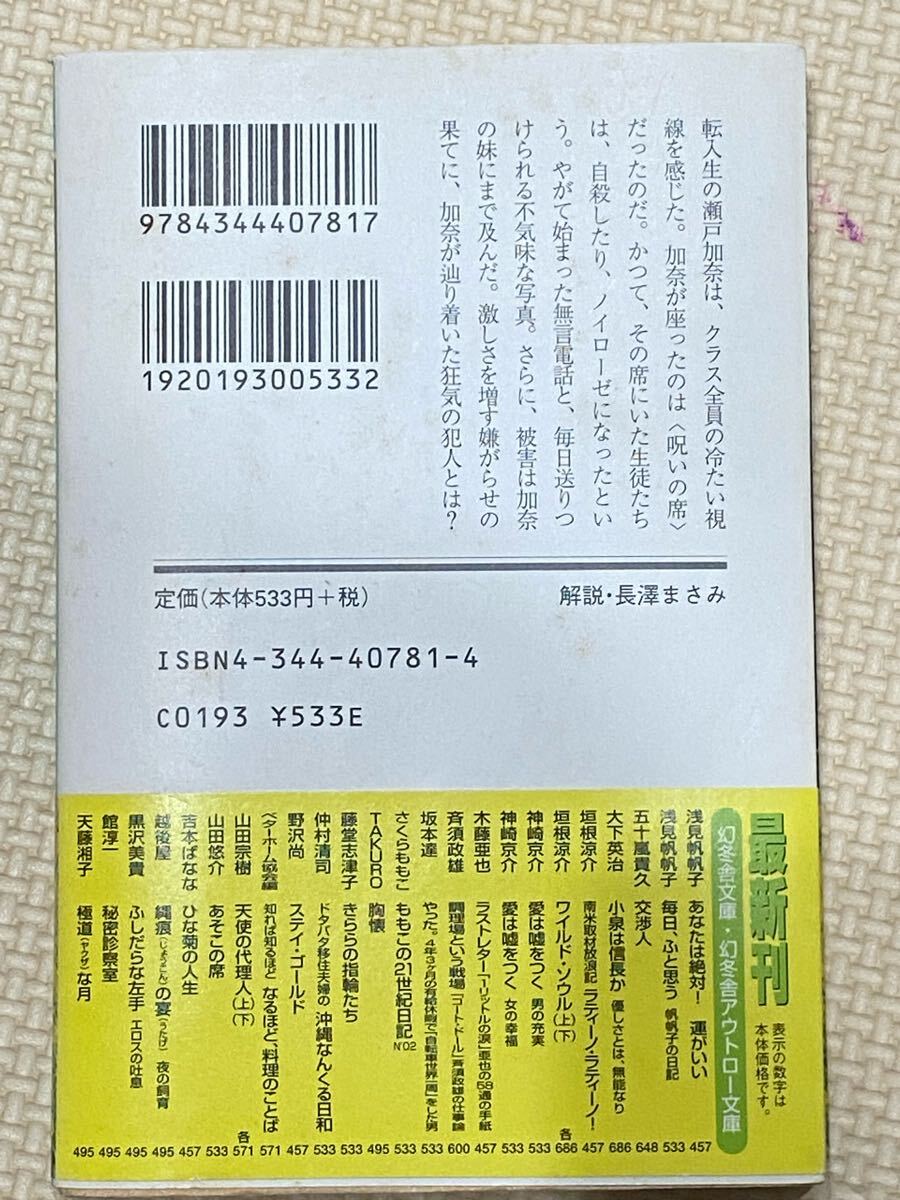 転入生の瀬戸加奈は、クラス全員の冷たい視
線を感じた。加奈が座ったのは〈呪いの席〉
だったのだ。かつて、その席にいた生徒たち
は、自殺したり、ノイローゼになったとい
う。やがて始まった無言電話と、毎日送りつ
けられる不気味な写真。さらに、被害は加奈
の妹にまで及んだ。激しさを増す嫌がらせの
果てに、加奈が辿り着いた狂気の犯人とは?
9784344407817
1920193005332
定価(本体533円+税)
解説・長澤まさみ
ISBN4-344-40781-4
C0193 ¥533E
最新刊
表示の数字は
本体価格です。
幻冬舎文庫・幻冬舎アウトロー文庫
浅見帆帆子 あなたは絶対!運がいい 457
浅見帆帆子 毎日、ふと思う 帆帆子の日記 533
五十嵐貴久 交渉人 648
大下英治 小泉は信長か 優しさとは、無能なり 686
垣根涼介 南米取材放浪記 ラティーノ・ラティーノ! 457
垣根涼介 ワイルド・ソウル(上)(下) 各686
神崎京介 愛は嘘をつく 男の充実 533
神崎京介 愛は嘘をつく 女の幸福 533
木藤亜也 ラストレター「1リットルの涙」亜也の58通の手紙 457
斉須政雄 調理場という戦場 「コート・ドール」斉須政雄の仕事論 600
坂本達 やった。4年3ヶ月の有給休暇で「自転車世界一周」をした男 533
さくらももこ ももこの21世紀日記 N°02 533
TAKURO 胸懐 495
藤堂志津子 きららの指輪たち 533
仲村清司 ドタバタ移住夫婦の 沖縄なんくる日和 533
野沢尚 ステイ・ゴールド 457
ベターホーム協会編 知れば知るほど なるほど、料理のことば 571
山田宗樹 天使の代理人(上)(下) 各571
山田悠介 あそこの席 533
吉本ばなな ひな菊の人生 457
越後屋 縄痕(じょうこん)の宴(うたげ) 夜の飼育 495
黒沢美貴 ふしだらな左手 エロスの吐息 495
館淳一 秘密診察室 495
天藤湘子 極道(ヤクザ)な月 495